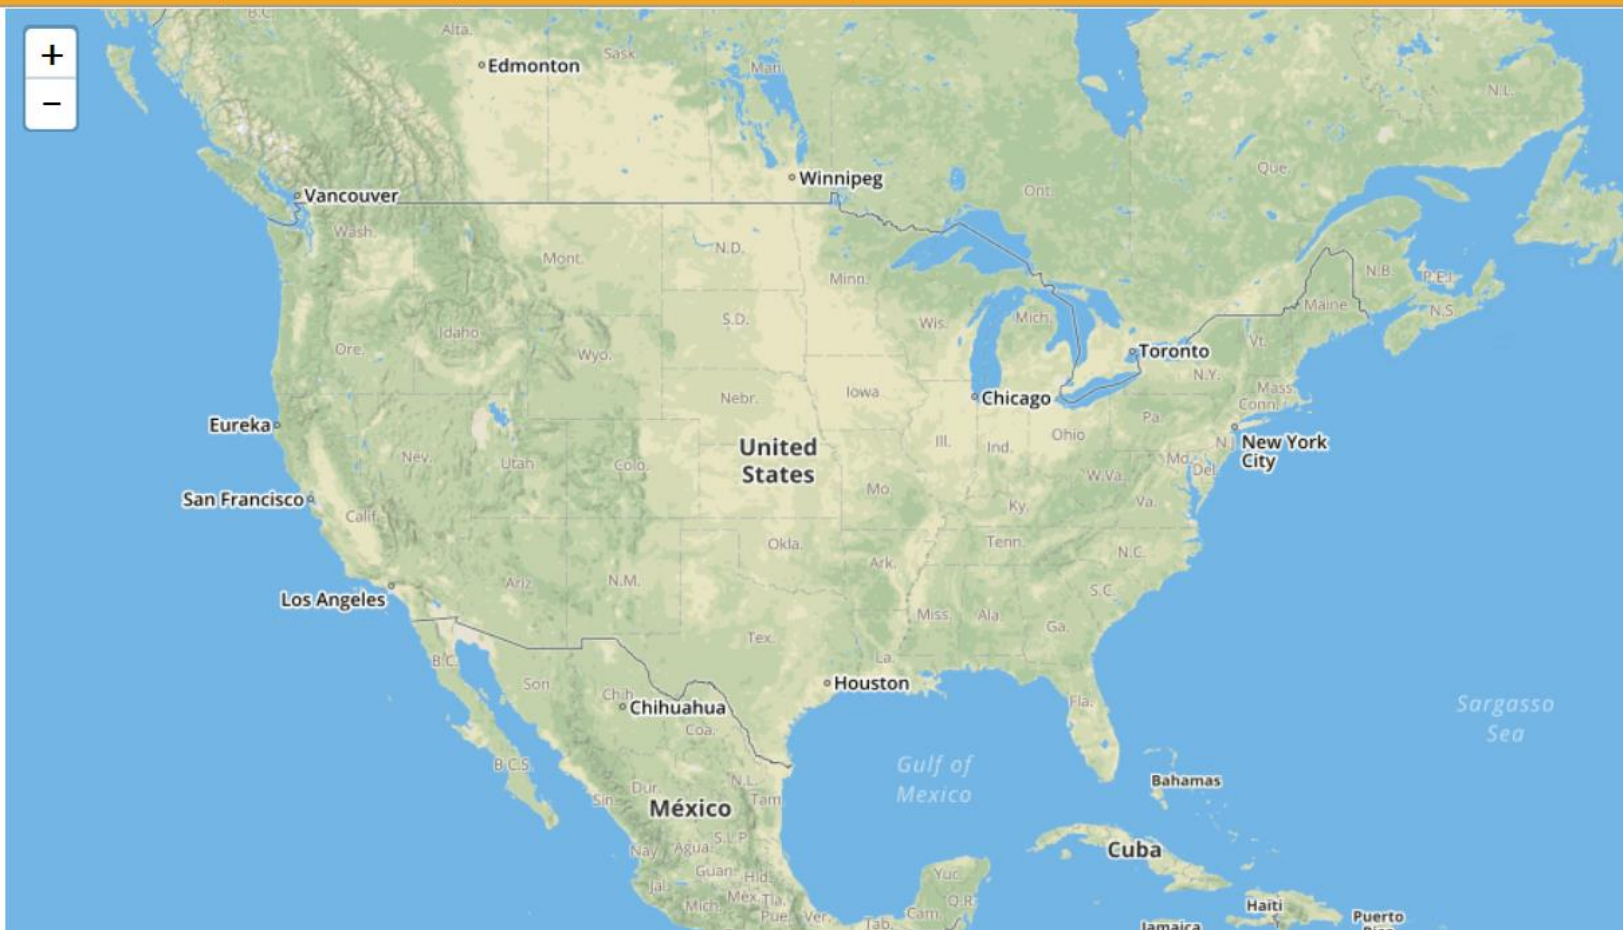 +
−
B.C.
Alta.
Edmonton
Sask
Man
N.L.
Winnipeg
Que.
Ont.
Vancouver
Wash.
N.D.
Mont.
Minn.
N.B.
P.E.I.
N.S
Maine
Mich.
Wis.
S.D.
Idaho
Ore.
Wyo.
Vt.
Toronto
N.Y.
Mass
Conn.
Iowa
Nebr.
Chicago
Pa.
Eureka
Ohio
Ill.
Ind.
N.J
New York
City
United
States
Nev.
Utah
Colo.
Mo.
W.Va.
Md.
Del
San Francisco
Calif.
Ky.
Va.
Okla.
Tenn.
N.C.
Ark.
Ariz.
N.M.
S.C.
Los Angeles
Miss.
Ala.
Ga.
Tex.
La.
B.C.
Son.
Houston
Chih.
Chihuahua
Coa.
Fla.
Sargasso
Sea
B.C.S.
Gulf of
Mexico
N.L.
Bahamas
Dur.
Sin.
México
Tam
Nay
Agua.
S.L.P
Cuba
Guan.
Hid.
Yuc.
Jal.
Mich.
Méx.
Tla.
Q.R.
Pue.
Ver.
Tab.
Cam.
Haiti
Puerto
Jamaica